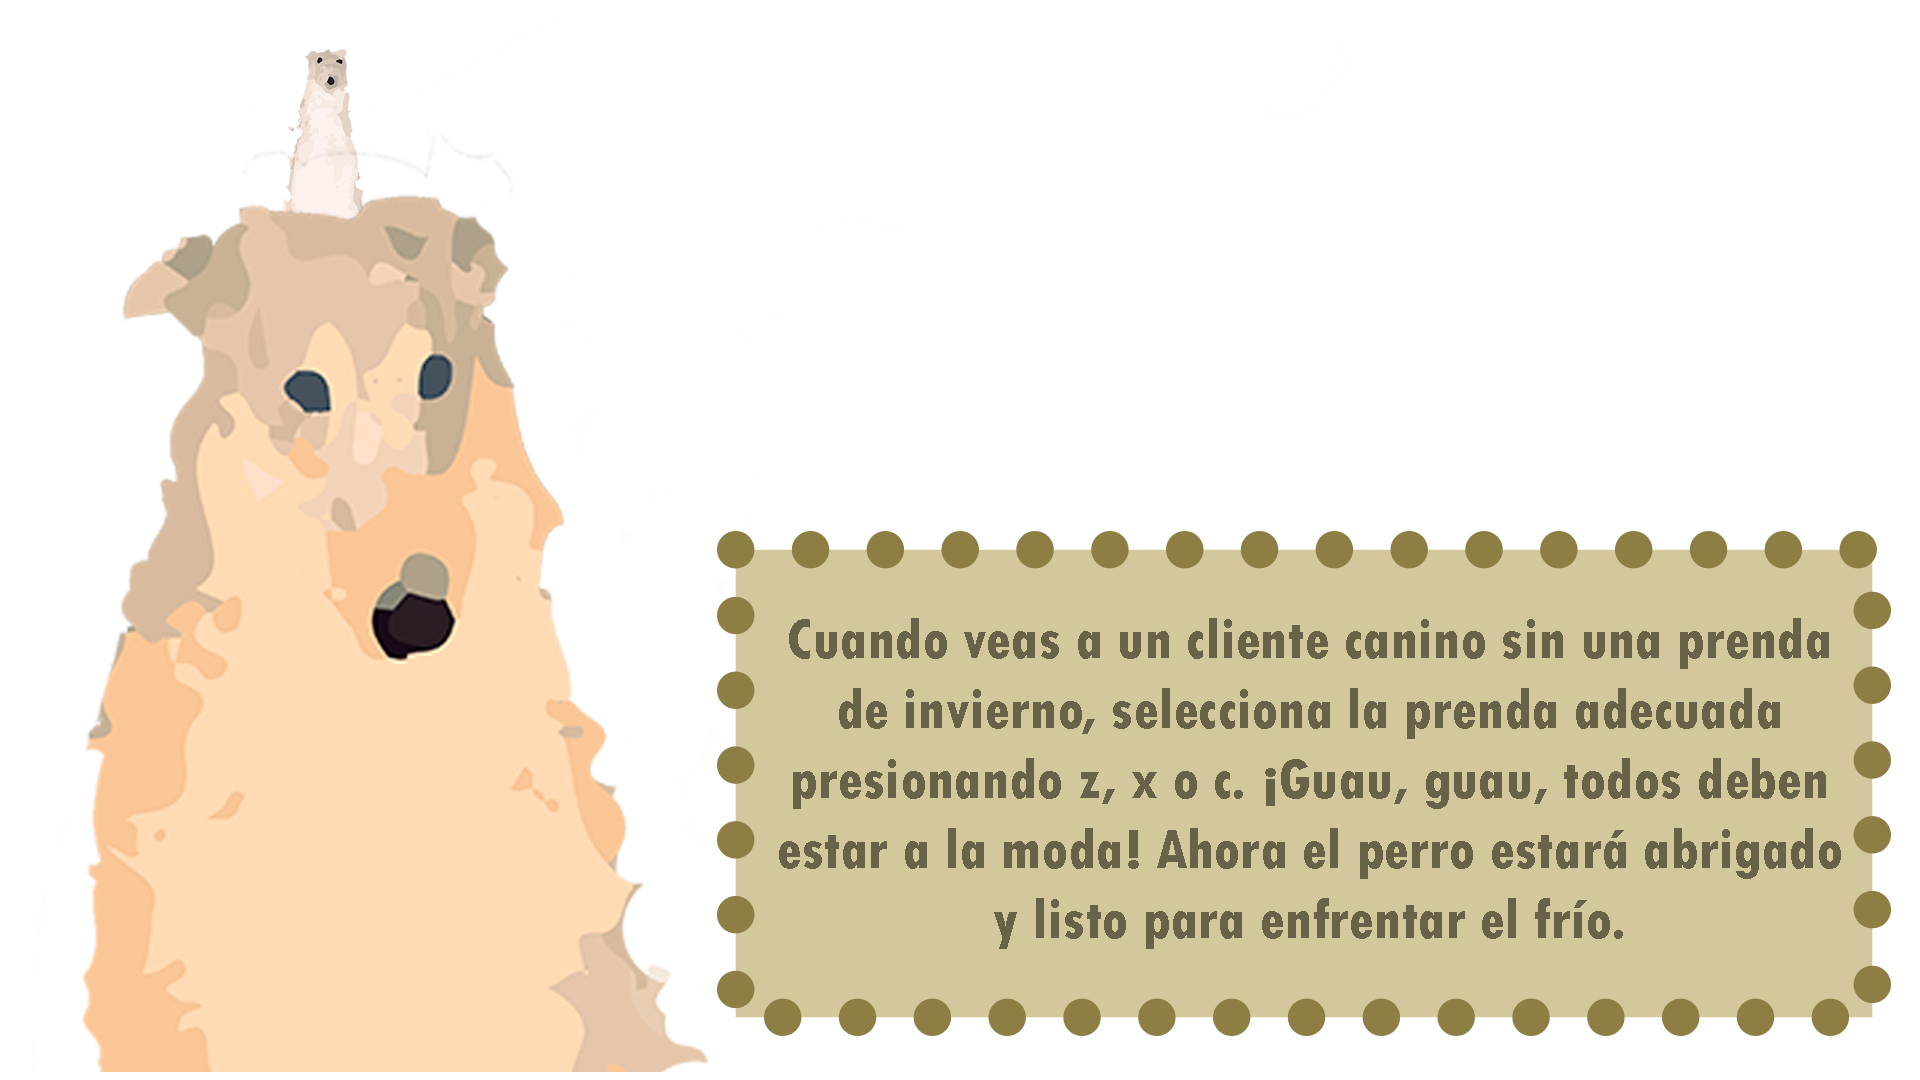 Cuando veas a un cliente canino sin una prenda
de invierno, selecciona la prenda adecuada
presionando z, x o c. ¡Guau, guau, todos deben
estar a la moda! Ahora el perro estará abrigado
y listo para enfrentar el frío.